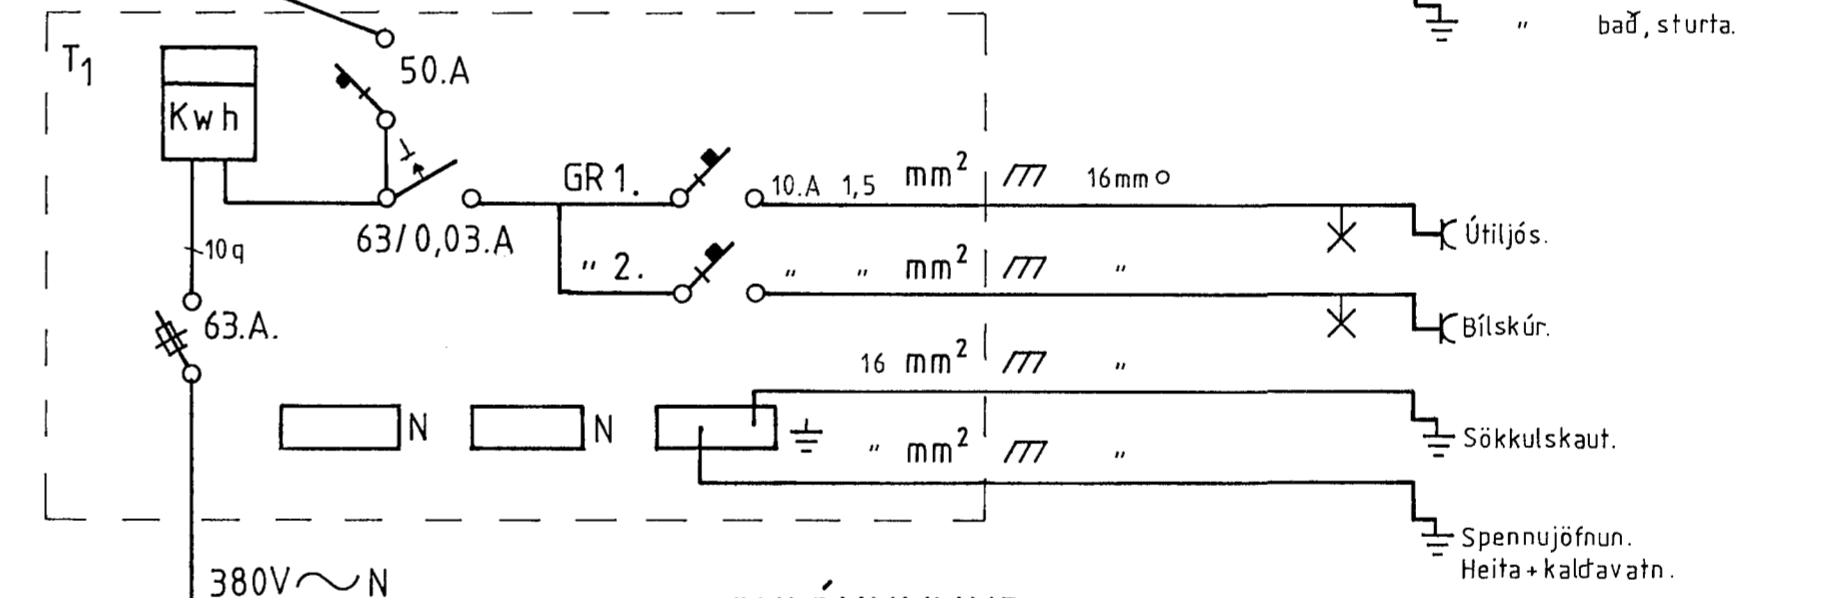 " bað, sturta.
T1
50.A
Kwh
GR 1. 10.A 1,5 mm² 16mm
63/0,03.A
Útiljós.
10q
" 2. " " mm² "
63.A.
Bílskúr.
16 mm² "
N N
Sökkulskaut.
" mm² "
Spennujöfnun.
Heita + kaldavatn.
380V N